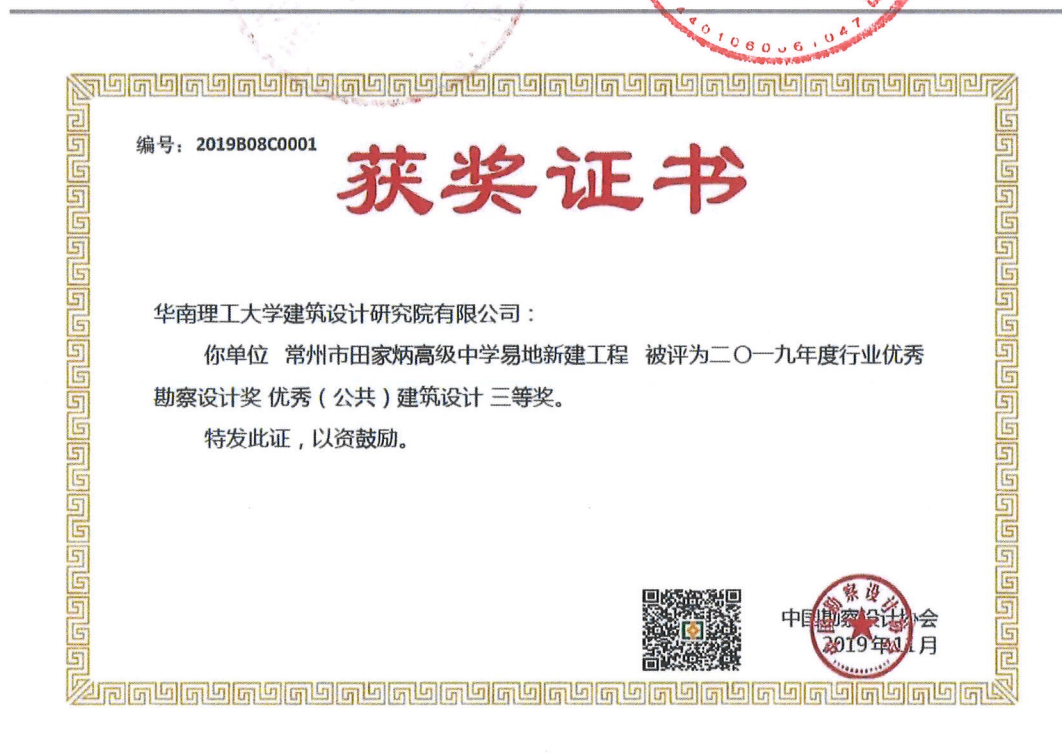 编号：2019B08C0001
获奖证书
华南理工大学建筑设计研究院有限公司：
你单位 常州市田家炳高级中学易地新建工程 被评为二〇一九年度行业优秀
勘察设计奖 优秀（公共）建筑设计 三等奖。
特发此证，以资鼓励。
中国勘察设计协会
2019年11月